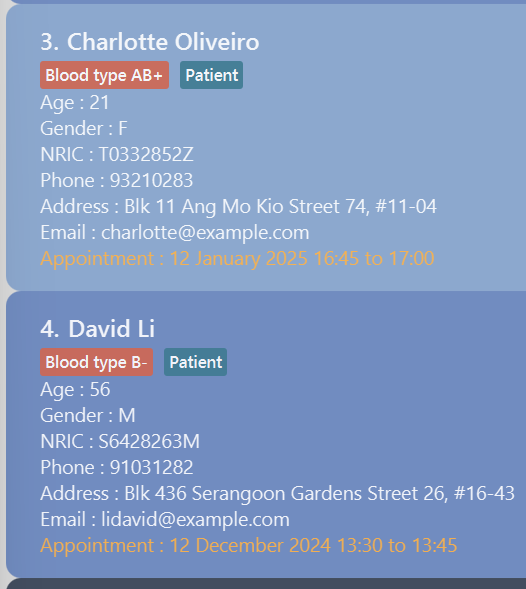 3. Charlotte Oliveiro
Blood type AB+ Patient
Age : 21
Gender : F
NRIC : T0332852Z
Phone : 93210283
Address : Blk 11 Ang Mo Kio Street 74, #11-04
Email : charlotte@example.com
Appointment : 12 January 2025 16:45 to 17:00
4. David Li
Blood type B- Patient
Age : 56
Gender : M
NRIC : S6428263M
Phone : 91031282
Address : Blk 436 Serangoon Gardens Street 26, #16-43
Email : lidavid@example.com
Appointment : 12 December 2024 13:30 to 13:45